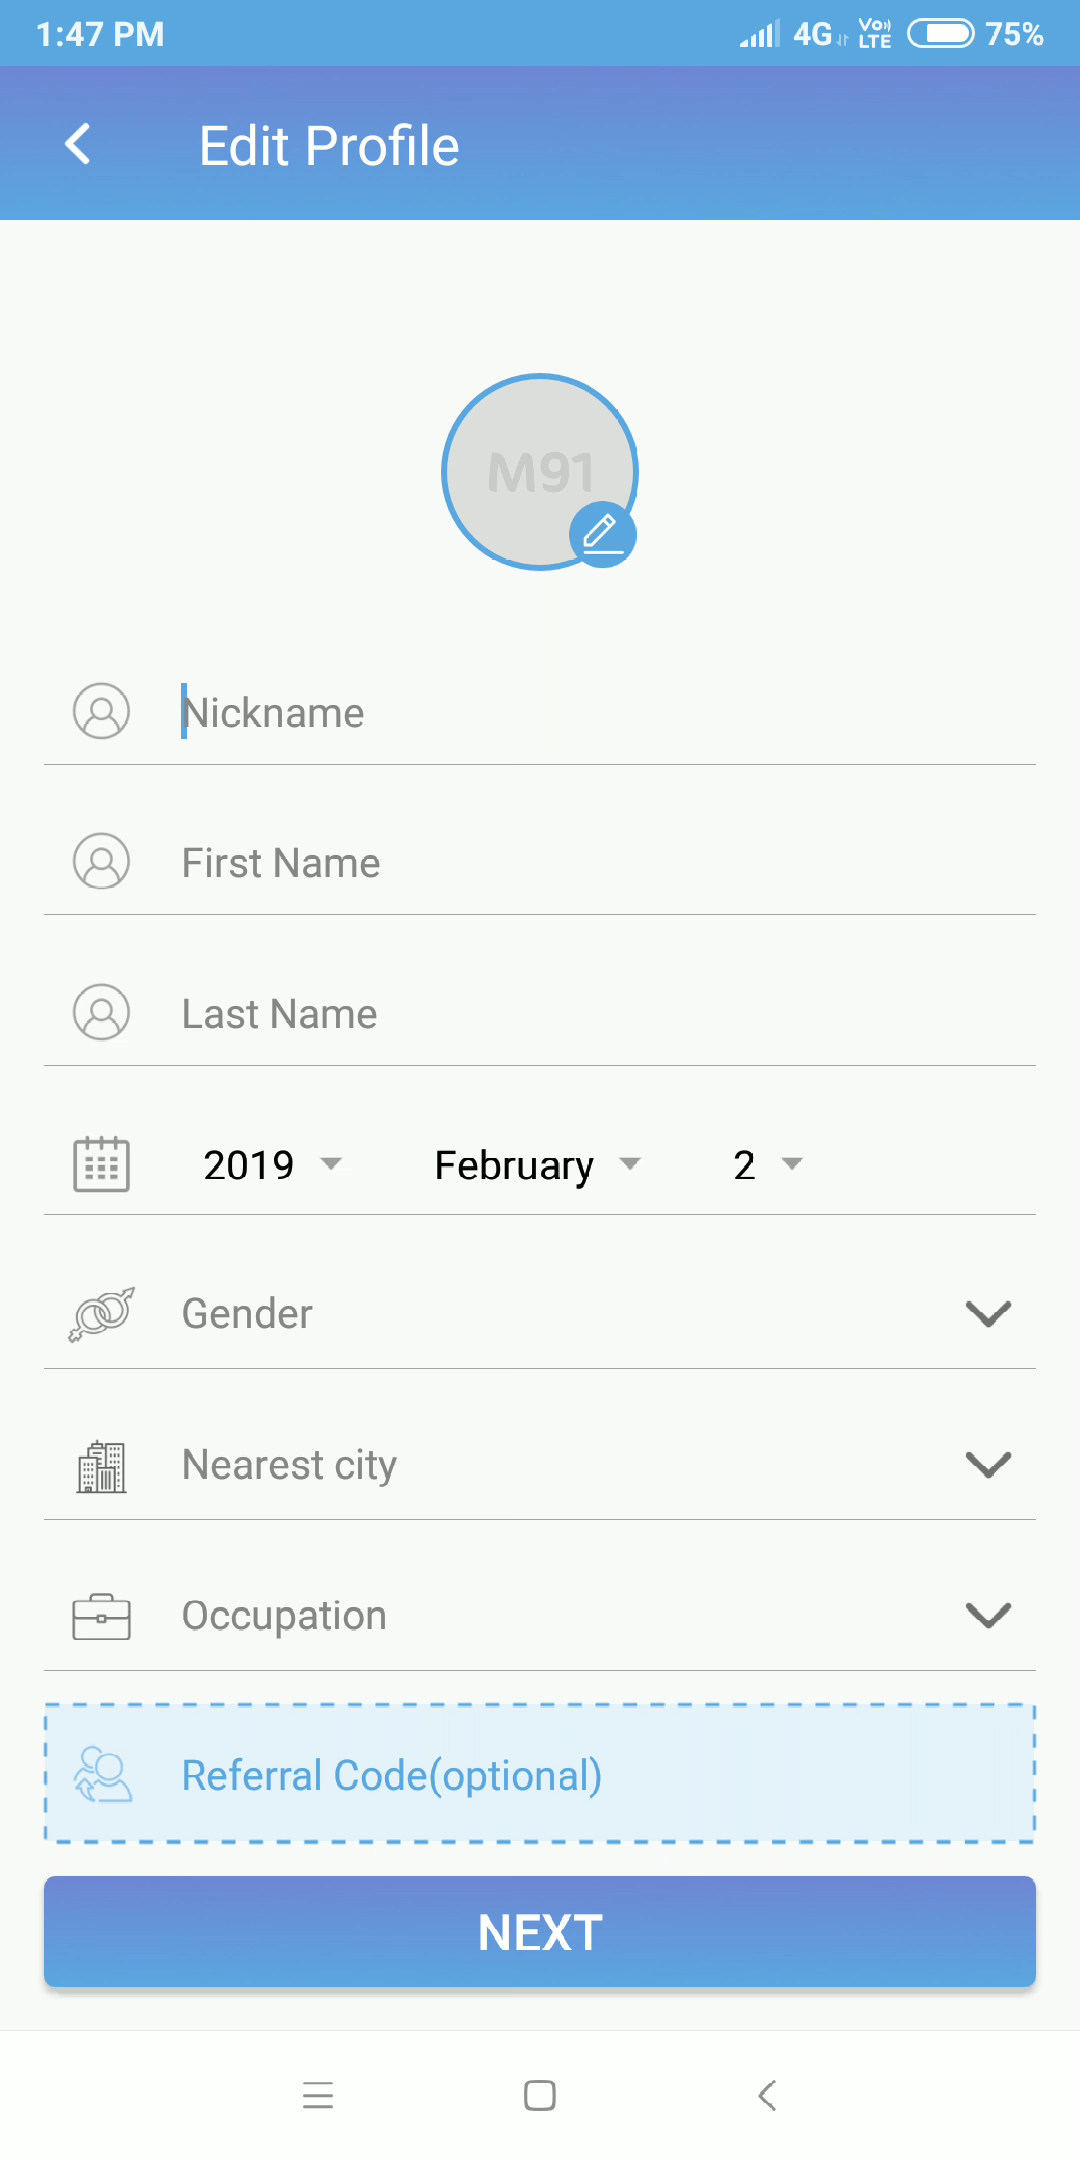 1:47 PM 4G VoLTE 75%
Edit Profile
M91
Nickname
First Name
Last Name
2019 February 2
Gender
Nearest city
Occupation
Referral Code(optional)
NEXT